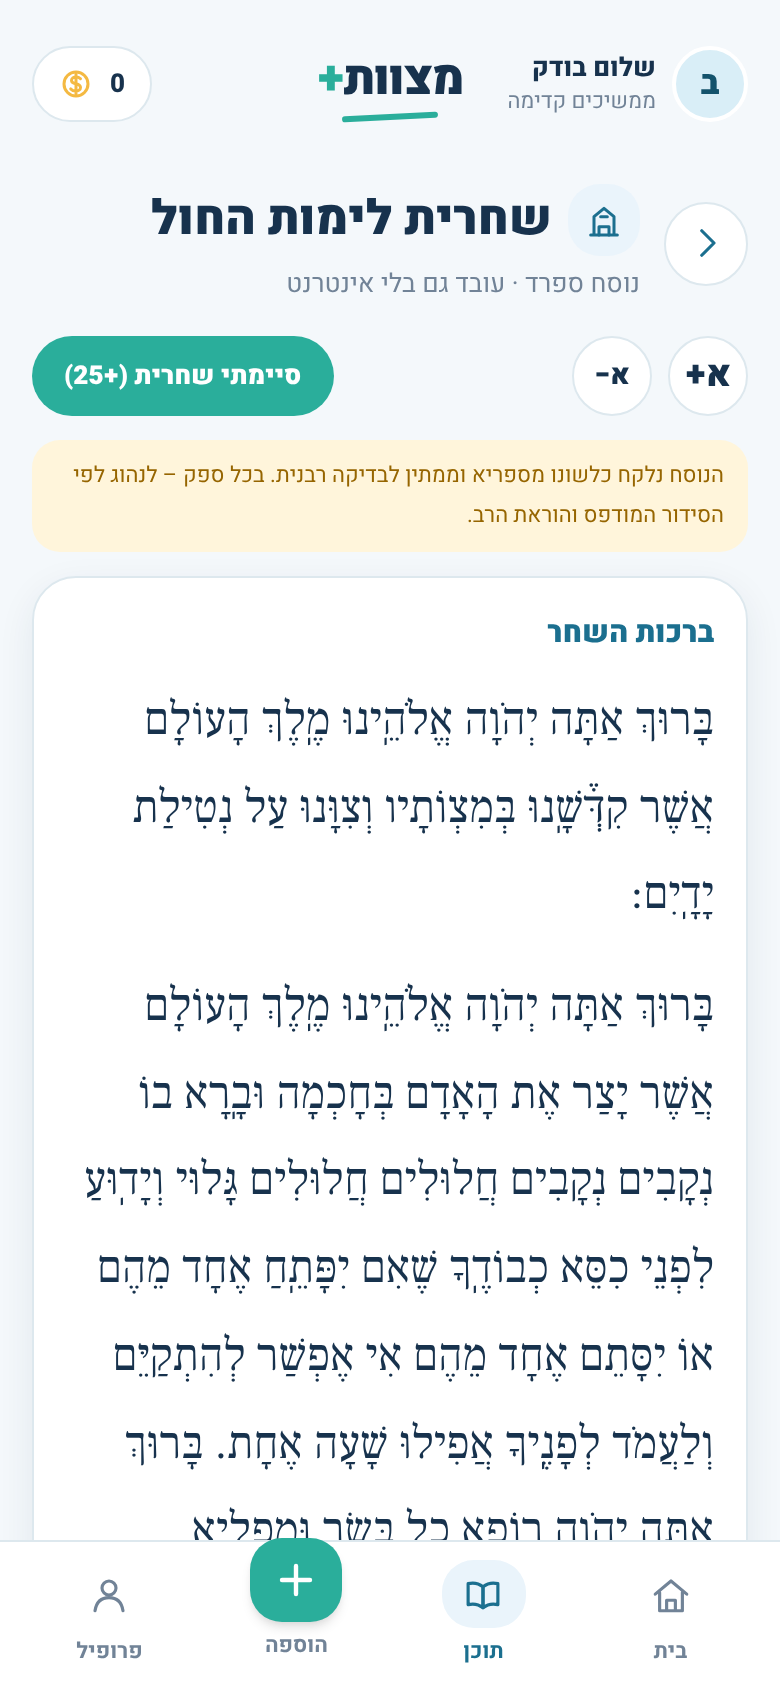 ב
שלום בודק
ממשיכים קדימה
מצוות+
0
שחרית לימות החול
נוסח ספרד · עובד גם בלי אינטרנט
א+
א−
סיימתי שחרית (+25)
הנוסח נלקח כלשונו מספריא וממתין לבדיקה רבנית. בכל ספק – לנהוג לפי
הסידור המודפס והוראת הרב.
ברכות השחר
בָּרוּךְ אַתָּה יְהֹוָה אֱלֹהֵֽינוּ מֶֽלֶךְ הָעוֹלָם
אֲשֶׁר קִדְּ֒שָֽׁנוּ בְּמִצְוֹתָיו וְצִוָּנוּ עַל נְטִילַת
יָדָֽיִם:
בָּרוּךְ אַתָּה יְהֹוָה אֱלֹהֵֽינוּ מֶֽלֶךְ הָעוֹלָם
אֲשֶׁר יָצַר אֶת הָאָדָם בְּחָכְמָה וּבָֽרָא בוֹ
נְקָבִים נְקָבִים חֲלוּלִים חֲלוּלִים גָּלוּי וְיָדֽוּעַ
לִפְנֵי כִסֵּא כְבוֹדֶֽךָ שֶׁאִם יִפָּתֵֽחַ אֶחָד מֵהֶם
אוֹ יִסָּתֵם אֶחָד מֵהֶם אִי אֶפְשַׁר לְהִתְקַיֵּם
וְלַעֲמֹד לְפָנֶֽיךָ אֲפִילוּ שָׁעָה אֶחָת. בָּרוּךְ
אַתָּה יְהֹוָה רוֹפֵא כָל בָּשָׂר וּמַפְלִיא
בית
תוכן
הוספה
פרופיל